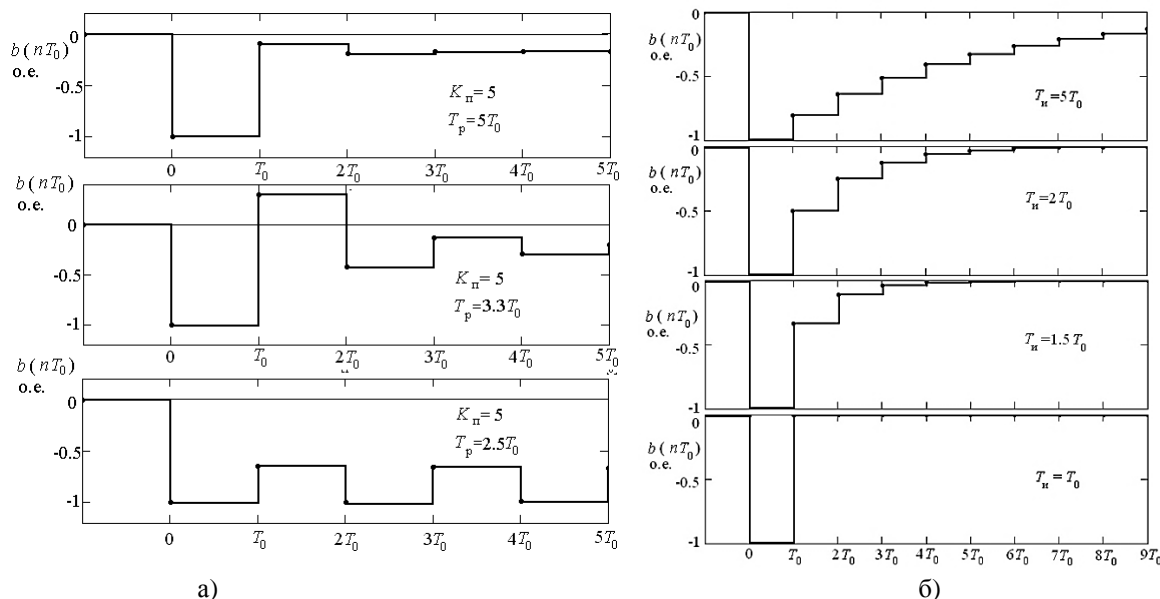 b(nT₀)
о.е.
0
-0.5
-1
Kп=5
Tр=5T₀
0 T₀ 2T₀ 3T₀ 4T₀ 5T₀
b(nT₀)
о.е.
0
-0.5
-1
Kп=5
Tр=3.3T₀
0 T₀ 2T₀ 3T₀ 4T₀ 5T₀
b(nT₀)
о.е.
0
-0.5
-1
Kп=5
Tр=2.5T₀
0 T₀ 2T₀ 3T₀ 4T₀ 5T₀
а)
0
b(nT₀)
о.е.
-0.5
-1
Tи=5T₀
0
b(nT₀)
о.е.
-0.5
-1
Tи=2T₀
0
b(nT₀)
о.е.
-0.5
-1
Tи=1.5T₀
0
b(nT₀)
о.е.
-0.5
-1
Tи=T₀
0 T₀ 2T₀ 3T₀ 4T₀ 5T₀ 6T₀ 7T₀ 8T₀ 9T₀
б)